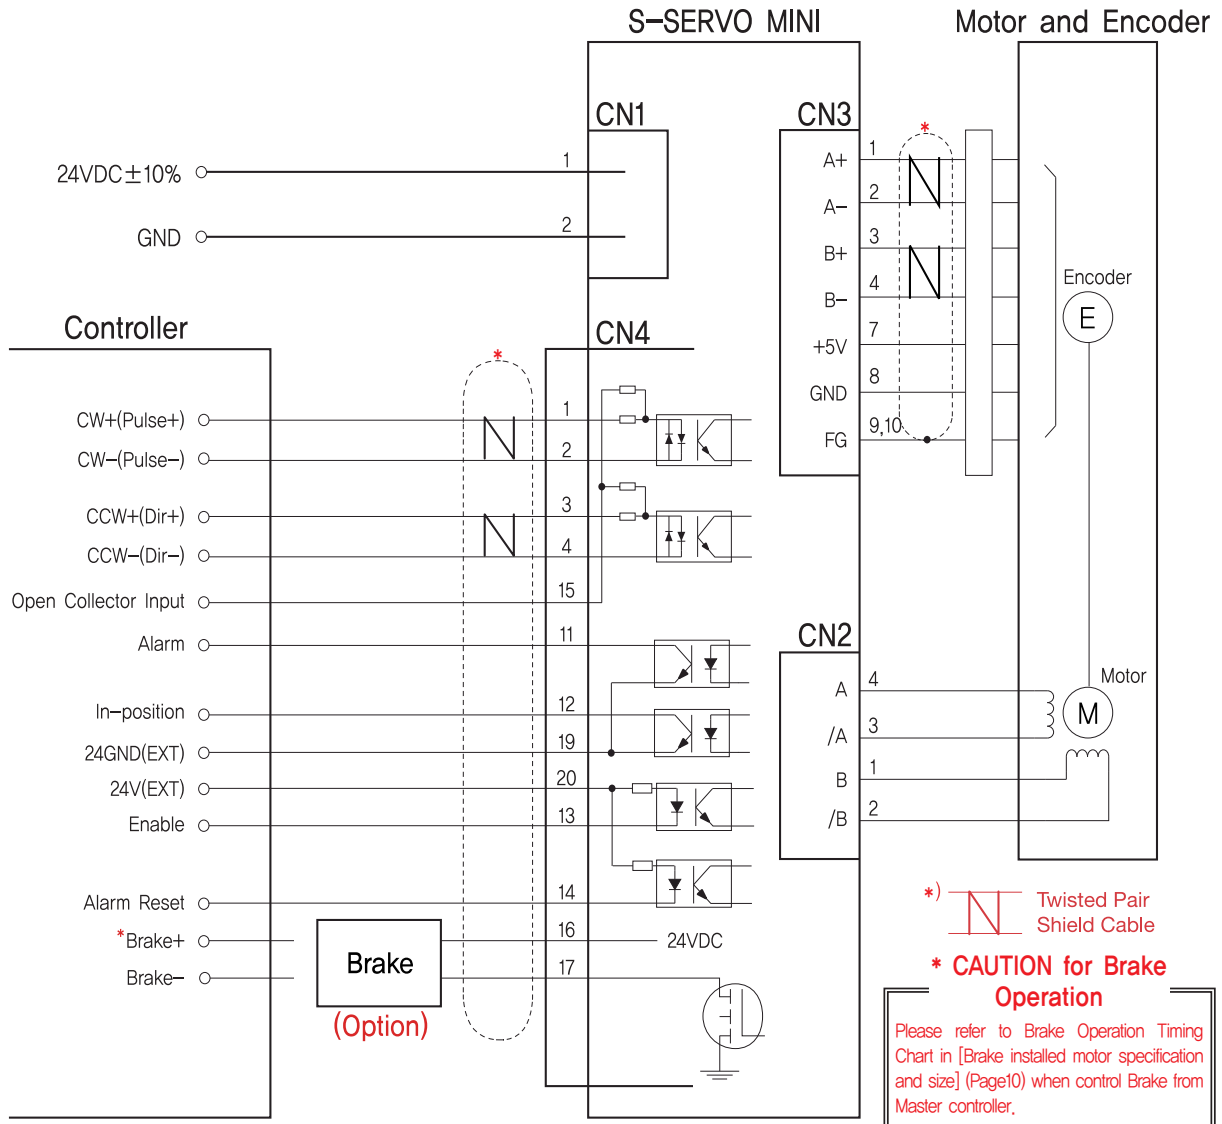 S-SERVO MINI
Motor and Encoder
CN1
24VDC±10%
1
GND
2
CN3
*
A+
1
A-
2
B+
3
B-
4
+5V
7
GND
8
FG
9,10
Encoder
E
Controller
CN4
*
CW+(Pulse+)
1
CW-(Pulse-)
2
CCW+(Dir+)
3
CCW-(Dir-)
4
Open Collector Input
15
Alarm
11
In-position
12
24GND(EXT)
19
24V(EXT)
20
Enable
13
Alarm Reset
14
*Brake+
16
24VDC
Brake-
17
Brake
(Option)
CN2
A
4
/A
3
B
1
/B
2
Motor
M
*)
Twisted Pair
Shield Cable
* CAUTION for Brake
Operation
Please refer to Brake Operation Timing
Chart in [Brake installed motor specification
and size] (Page10) when control Brake from
Master controller.